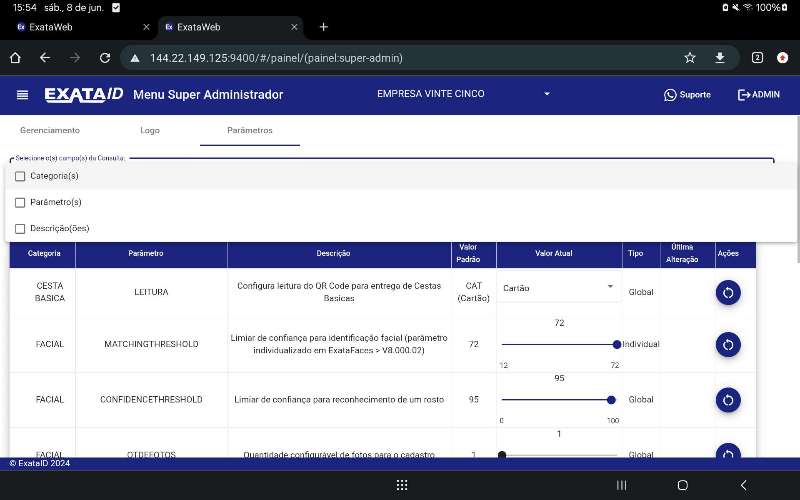 15:54 sáb., 8 de jun.
100%
ExataWeb
ExataWeb
144.22.149.125:9400/#/painel/(painel:super-admin)
2
EXATAID Menu Super Administrador
EMPRESA VINTE CINCO
Suporte
ADMIN
Gerenciamento
Logo
Parâmetros
Selecione o(s) campo(s) da Consulta:
Categoria(s)
Parâmetro(s)
Descrição(ões)
Categoria
Parâmetro
Descrição
Valor
Padrão
Valor Atual
Tipo
Última
Alteração
Ações
CESTA
BASICA
LEITURA
Configura leitura do QR Code para entrega de Cestas
Basicas
CAT
(Cartão)
Cartão
Global
FACIAL
MATCHINGTHRESHOLD
Limiar de confiança para identificação facial (parâmetro
individualizado em ExataFaces > V8.000.02)
72
72
12
72
Individual
FACIAL
CONFIDENCETHRESHOLD
Limiar de confiança para reconhecimento de um rosto
95
95
0
100
Global
FACIAL
QTDEFOTOS
Quantidade configurável de fotos para o cadastro
1
1
Global
© ExataID 2024